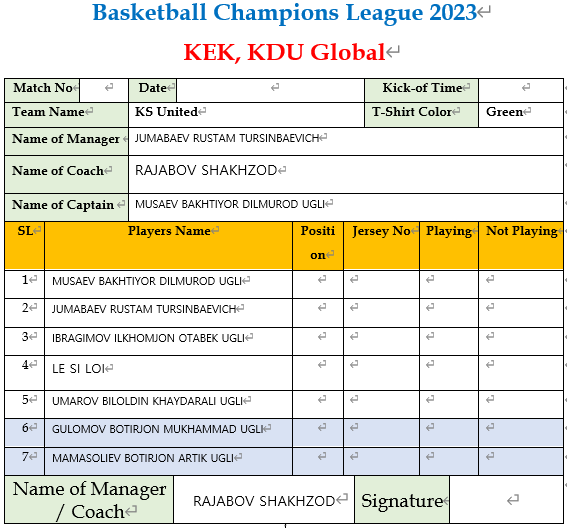 Basketball Champions League 2023
KEK, KDU Global
Match No Date Kick-of Time
Team Name KS United T-Shirt Color Green
Name of Manager JUMABAEV RUSTAM TURSINBAEVICH
Name of Coach RAJABOV SHAKHZOD
Name of Captain MUSAEV BAKHTIYOR DILMUROD UGLI
SL Players Name Positi Jersey No Playing Not Playing
on
1 MUSAEV BAKHTIYOR DILMUROD UGLI
2 JUMABAEV RUSTAM TURSINBAEVICH
3 IBRAGIMOV ILKHOMJON OTABEK UGLI
4 LE SI LOI
5 UMAROV BILOLDIN KHAYDARALI UGLI
6 GULOMOV BOTIRJON MUKHAMMAD UGLI
7 MAMASOLIEV BOTIRJON ARTIK UGLI
Name of Manager
/ Coach RAJABOV SHAKHZOD Signature